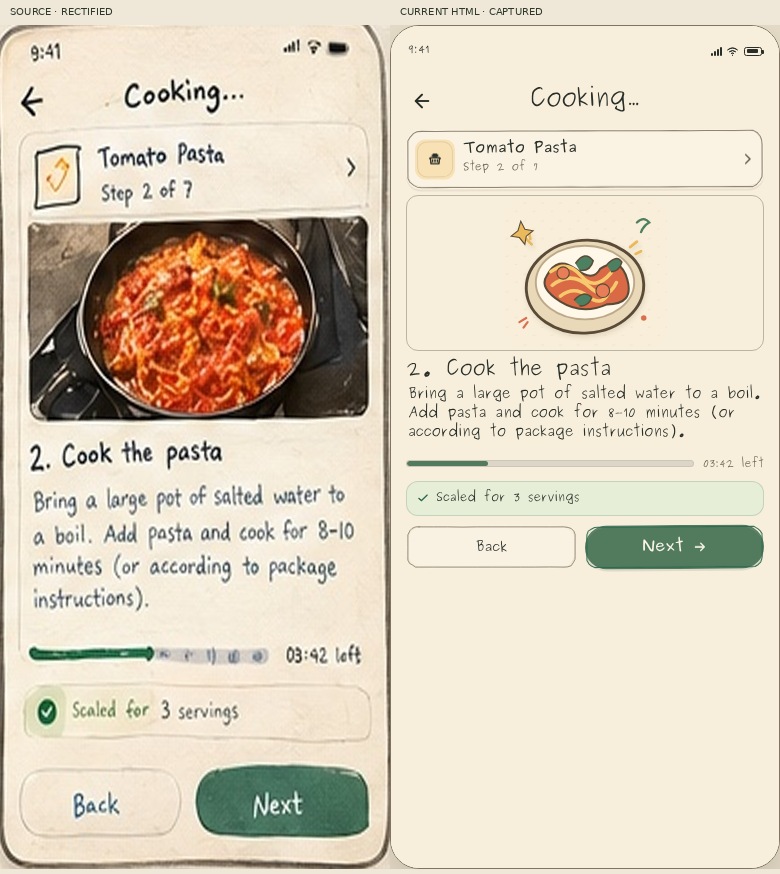 SOURCE · RECTIFIED
9:41
Cooking...
Tomato Pasta
Step 2 of 7
2. Cook the pasta
Bring a large pot of salted water to
a boil. Add pasta and cook for 8-10
minutes (or according to package
instructions).
03:42 left
Scaled for 3 servings
Back
Next
CURRENT HTML · CAPTURED
9:41
Cooking...
Tomato Pasta
Step 2 of 7
2. Cook the pasta
Bring a large pot of salted water to a boil.
Add pasta and cook for 8-10 minutes (or
according to package instructions).
03:42 left
Scaled for 3 servings
Back
Next →